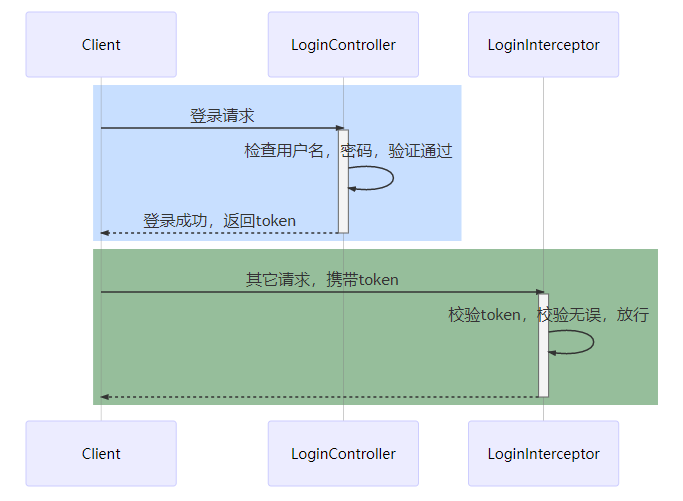 Client
LoginController
LoginInterceptor
登录请求
检查用户名，密码，验证通过
登录成功，返回token
其它请求，携带token
校验token，校验无误，放行
Client
LoginController
LoginInterceptor